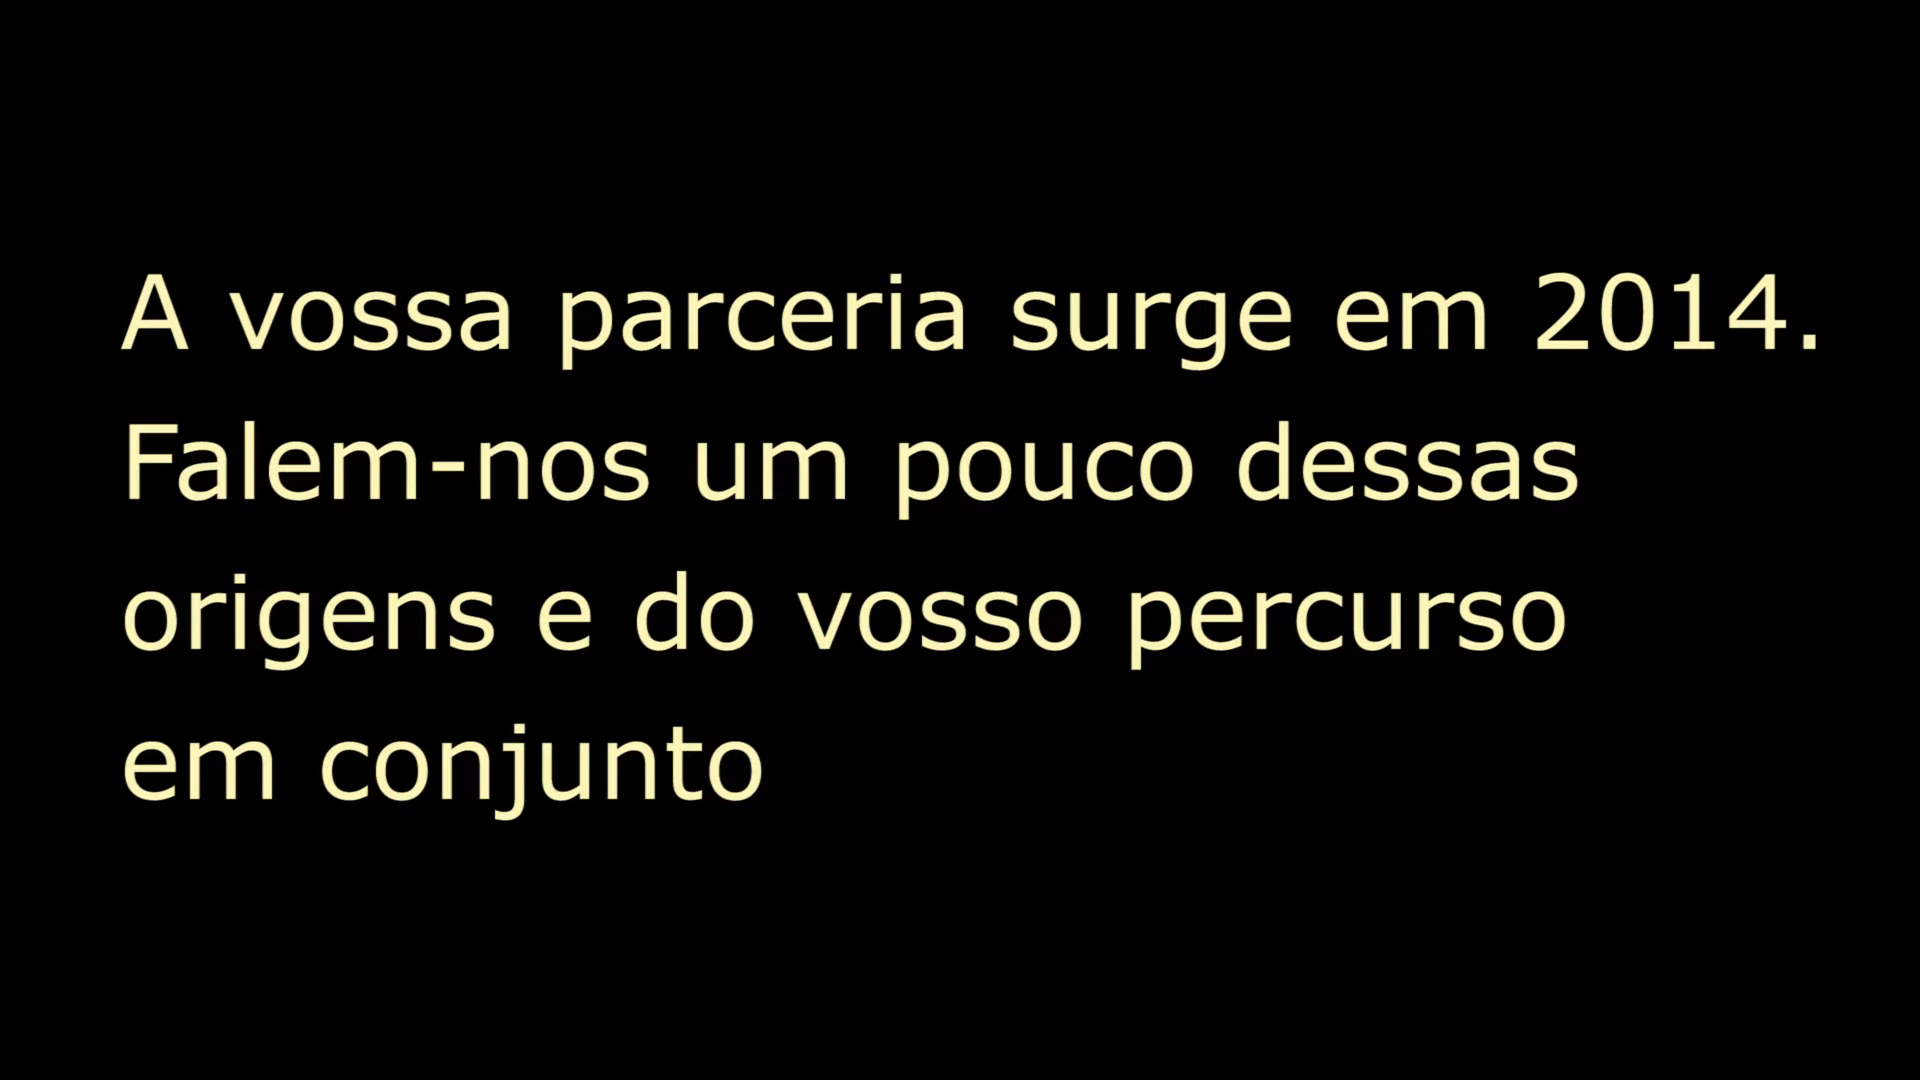 A vossa parceria surge em 2014.
Falem-nos um pouco dessas
origens e do vosso percurso
em conjunto